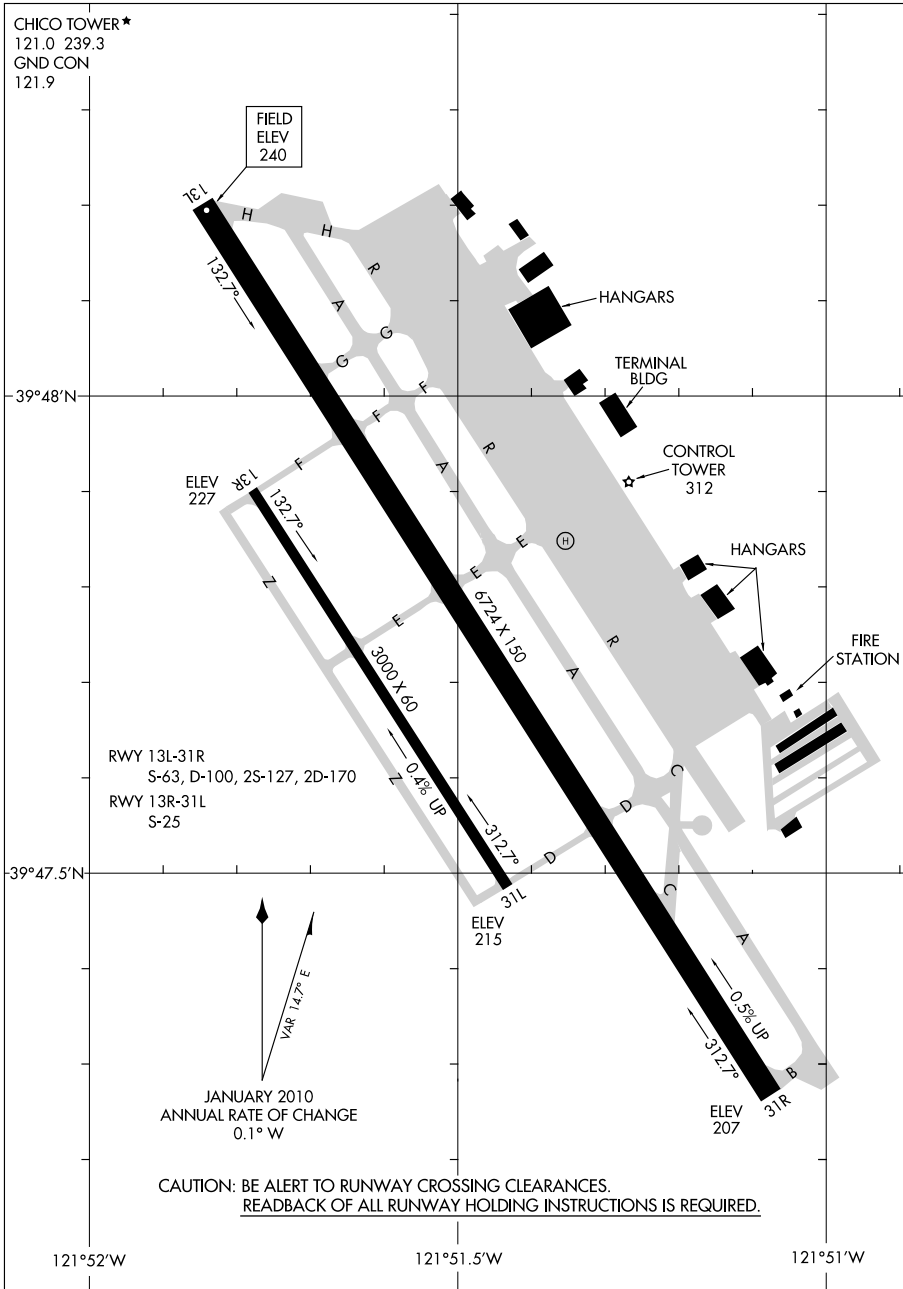 CHICO TOWER★
121.0 239.3
GND CON
121.9
FIELD
ELEV
240
13L
H
H
132.7°
R
A
G
G
HANGARS
TERMINAL
BLDG
39°48'N
F
F
F
R
A
CONTROL
TOWER
312
ELEV
227
13R
132.7°
H
E
E
E
HANGARS
Z
6724 X 150
R
FIRE
STATION
3000 X 60
A
RWY 13L-31R
S-63, D-100, 2S-127, 2D-170
RWY 13R-31L
S-25
Z
0.4% UP
C
D
312.7°
D
39°47.5'N
31L
C
ELEV
215
A
VAR 14.7° E
0.5% UP
312.7°
B
31R
ELEV
207
JANUARY 2010
ANNUAL RATE OF CHANGE
0.1° W
CAUTION: BE ALERT TO RUNWAY CROSSING CLEARANCES.
READBACK OF ALL RUNWAY HOLDING INSTRUCTIONS IS REQUIRED.
121°52'W
121°51.5'W
121°51'W